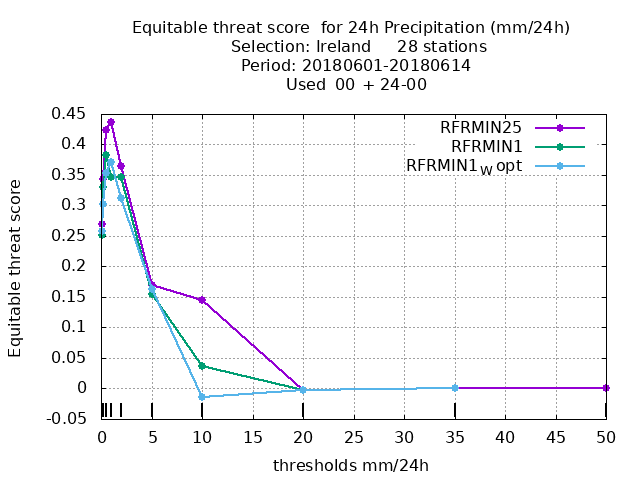 Equitable threat score  for 24h Precipitation (mm/24h)
Selection: Ireland     28 stations
Period: 20180601-20180614
Used  00  + 24-00
RFRMIN25
RFRMIN1
RFRMIN1W opt
Equitable threat score
0.45
0.4
0.35
0.3
0.25
0.2
0.15
0.1
0.05
0
-0.05
0 5 10 15 20 25 30 35 40 45 50
thresholds mm/24h